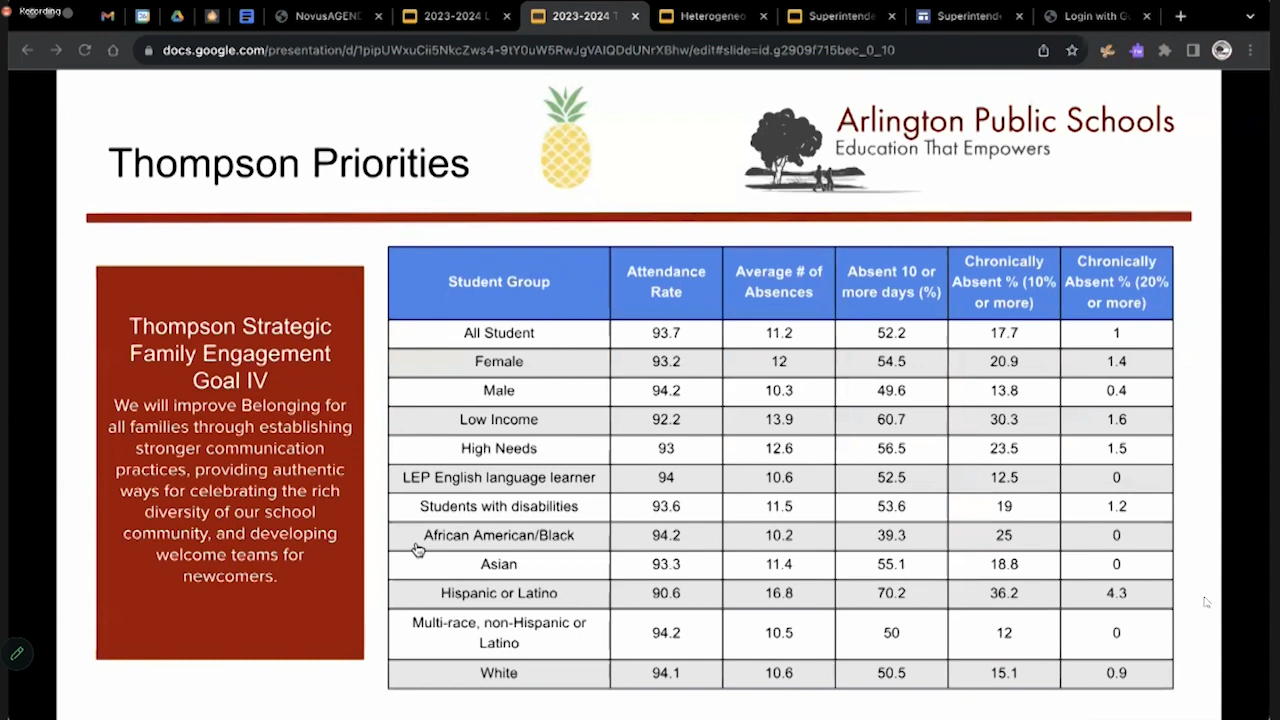 Recording
NovusAGEN
2023-2024 L
2023-2024 T
Heterogeneo
Superintende
Superintend
Login with G
docs.google.com/presentation/d/1pipUWxuCii5NkcZws4-9tY0uW5RwJgVAIQDdUNrXBhw/edit#slide=id.g2909f715bec_0_10
Thompson Priorities
Arlington Public Schools
Education That Empowers
Thompson Strategic
Family Engagement
Goal IV
We will improve Belonging for
all families through establishing
stronger communication
practices, providing authentic
ways for celebrating the rich
diversity of our school
community, and developing
welcome teams for
newcomers.
Student Group Attendance Rate Average # of Absences Absent 10 or more days (%) Chronically Absent % (10% or more) Chronically Absent % (20% or more)
All Student 93.7 11.2 52.2 17.7 1
Female 93.2 12 54.5 20.9 1.4
Male 94.2 10.3 49.6 13.8 0.4
Low Income 92.2 13.9 60.7 30.3 1.6
High Needs 93 12.6 56.5 23.5 1.5
LEP English language learner 94 10.6 52.5 12.5 0
Students with disabilities 93.6 11.5 53.6 19 1.2
African American/Black 94.2 10.2 39.3 25 0
Asian 93.3 11.4 55.1 18.8 0
Hispanic or Latino 90.6 16.8 70.2 36.2 4.3
Multi-race, non-Hispanic or Latino 94.2 10.5 50 12 0
White 94.1 10.6 50.5 15.1 0.9